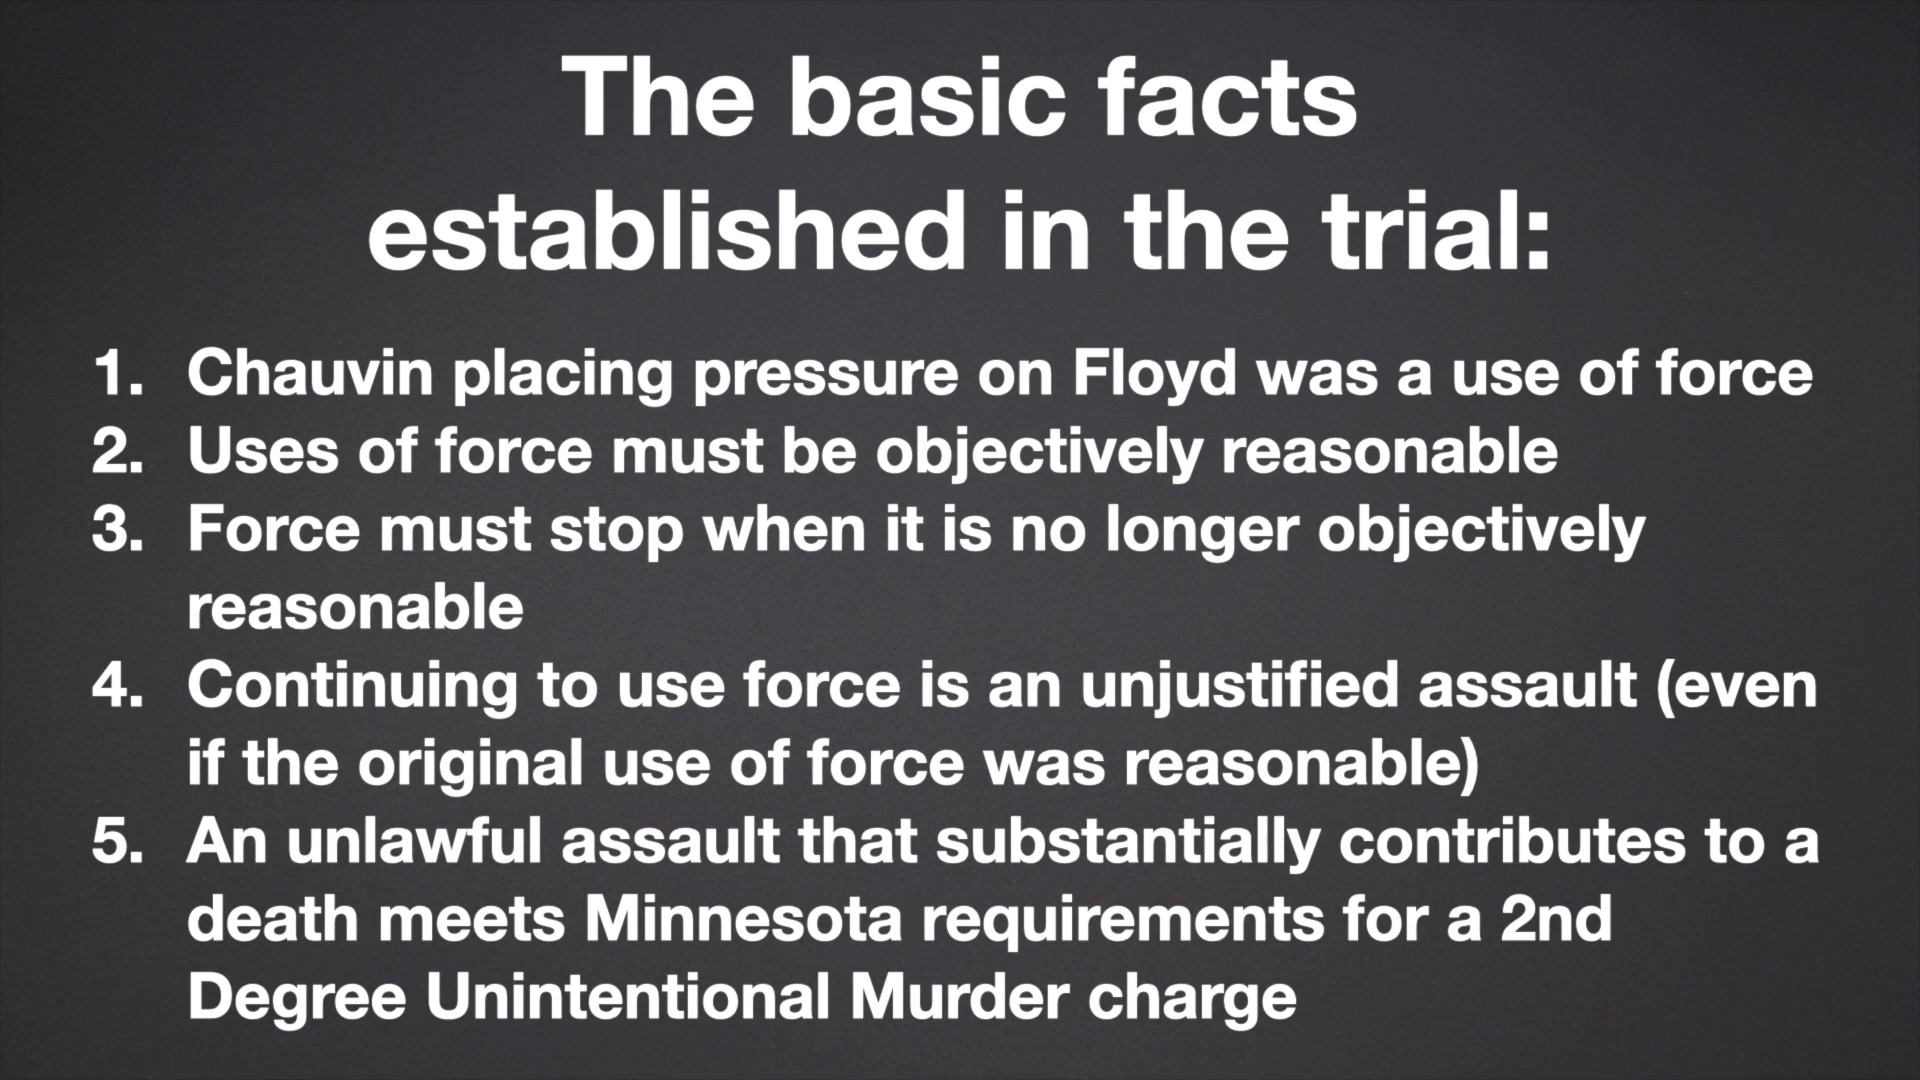 The basic facts
established in the trial:
1. Chauvin placing pressure on Floyd was a use of force
2. Uses of force must be objectively reasonable
3. Force must stop when it is no longer objectively
reasonable
4. Continuing to use force is an unjustified assault (even
if the original use of force was reasonable)
5. An unlawful assault that substantially contributes to a
death meets Minnesota requirements for a 2nd
Degree Unintentional Murder charge